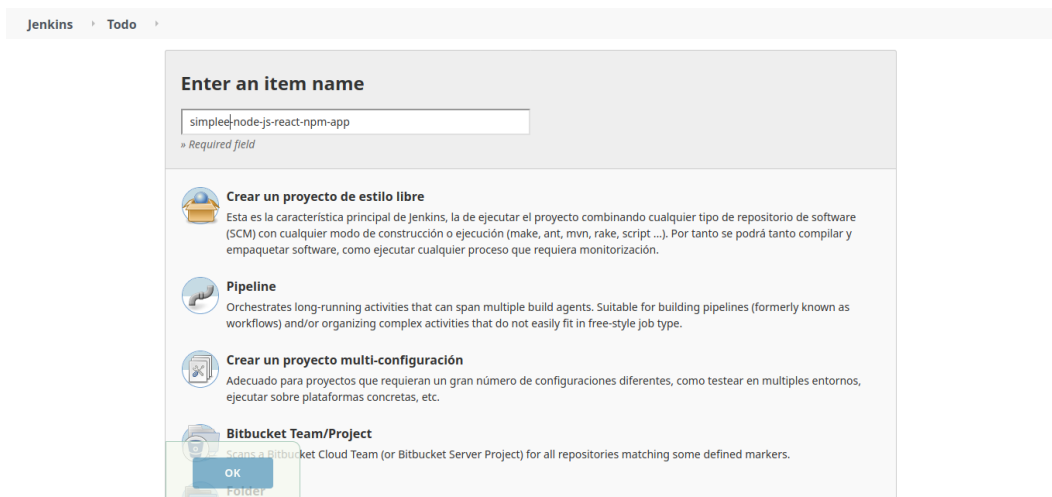 Jenkins Todo
Enter an item name
simplee-node-js-react-npm-app
» Required field
Crear un proyecto de estilo libre
Esta es la característica principal de Jenkins, la de ejecutar el proyecto combinando cualquier tipo de repositorio de software
(SCM) con cualquier modo de construcción o ejecución (make, ant, mvn, rake, script ...). Por tanto se podrá tanto compilar y
empaquetar software, como ejecutar cualquier proceso que requiera monitorización.
Pipeline
Orchestrates long-running activities that can span multiple build agents. Suitable for building pipelines (formerly known as
workflows) and/or organizing complex activities that do not easily fit in free-style job type.
Crear un proyecto multi-configuración
Adecuado para proyectos que requieran un gran número de configuraciones diferentes, como testear en multiples entornos,
ejecutar sobre plataformas concretas, etc.
Bitbucket Team/Project
Scans a Bitbucket Cloud Team (or Bitbucket Server Project) for all repositories matching some defined markers.
OK
Folder